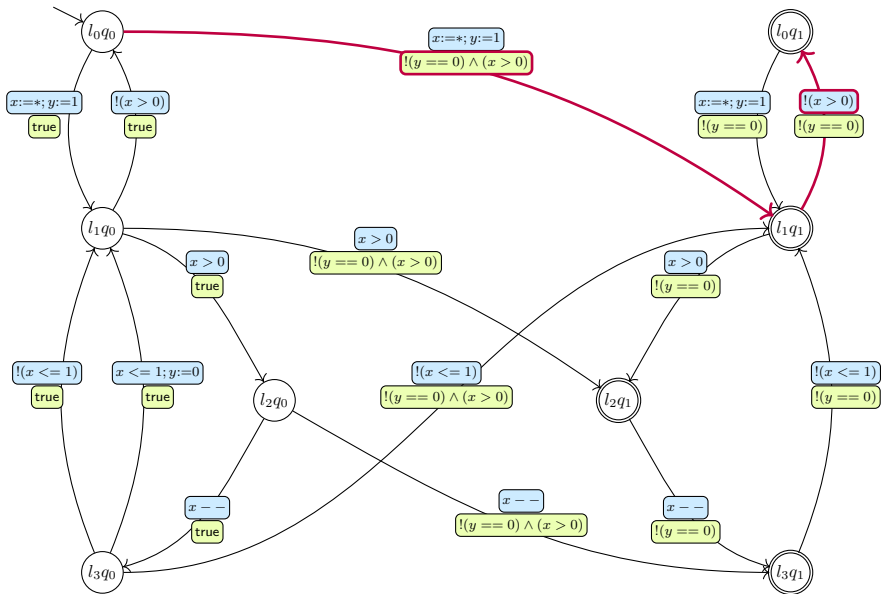 l₀q₀
x:=∗; y:=1
!(y == 0) ∧ (x > 0)
l₀q₁
x:=∗; y:=1
true
!(x > 0)
true
x:=∗; y:=1
!(y == 0)
!(x > 0)
!(y == 0)
l₁q₀
l₁q₁
x > 0
true
x > 0
!(y == 0) ∧ (x > 0)
x > 0
!(y == 0)
!(x <= 1)
true
x <= 1; y:=0
true
!(x <= 1)
!(y == 0) ∧ (x > 0)
!(x <= 1)
!(y == 0)
l₂q₀
l₂q₁
x − −
true
x − −
!(y == 0) ∧ (x > 0)
x − −
!(y == 0)
l₃q₀
l₃q₁